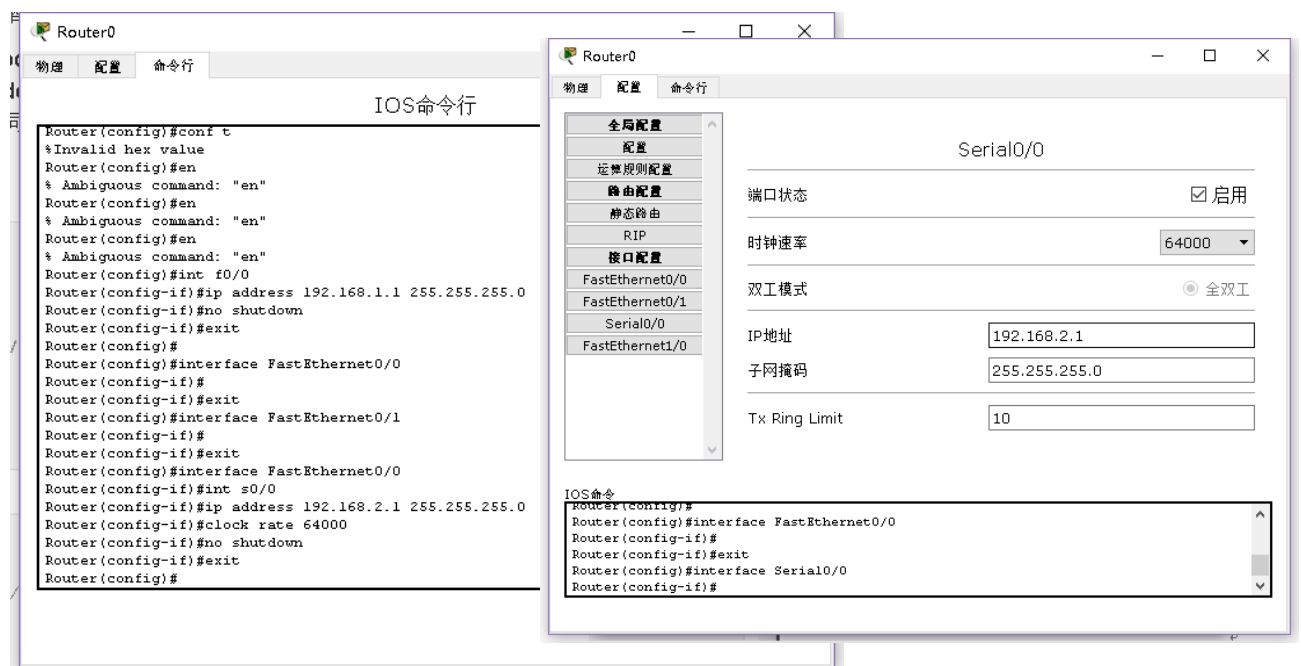 Router0
物理 配置 命令行
IOS命令行
Router(config)#conf t
%Invalid hex value
Router(config)#en
% Ambiguous command: "en"
Router(config)#en
% Ambiguous command: "en"
Router(config)#en
% Ambiguous command: "en"
Router(config)#int f0/0
Router(config-if)#ip address 192.168.1.1 255.255.255.0
Router(config-if)#no shutdown
Router(config-if)#exit
Router(config)#
Router(config)#interface FastEthernet0/0
Router(config-if)#
Router(config-if)#exit
Router(config)#interface FastEthernet0/1
Router(config-if)#
Router(config-if)#exit
Router(config)#interface FastEthernet0/0
Router(config-if)#int s0/0
Router(config-if)#ip address 192.168.2.1 255.255.255.0
Router(config-if)#clock rate 64000
Router(config-if)#no shutdown
Router(config-if)#exit
Router(config)#
Router0
物理 配置 命令行
全局配置
配置
运算规则配置
路由配置
静态路由
RIP
接口配置
FastEthernet0/0
FastEthernet0/1
Serial0/0
FastEthernet1/0
Serial0/0
端口状态 启用
时钟速率 64000
双工模式 全双工
IP地址 192.168.2.1
子网掩码 255.255.255.0
Tx Ring Limit 10
IOS命令
Router(config)#
Router(config)#interface FastEthernet0/0
Router(config-if)#
Router(config-if)#exit
Router(config)#interface Serial0/0
Router(config-if)#